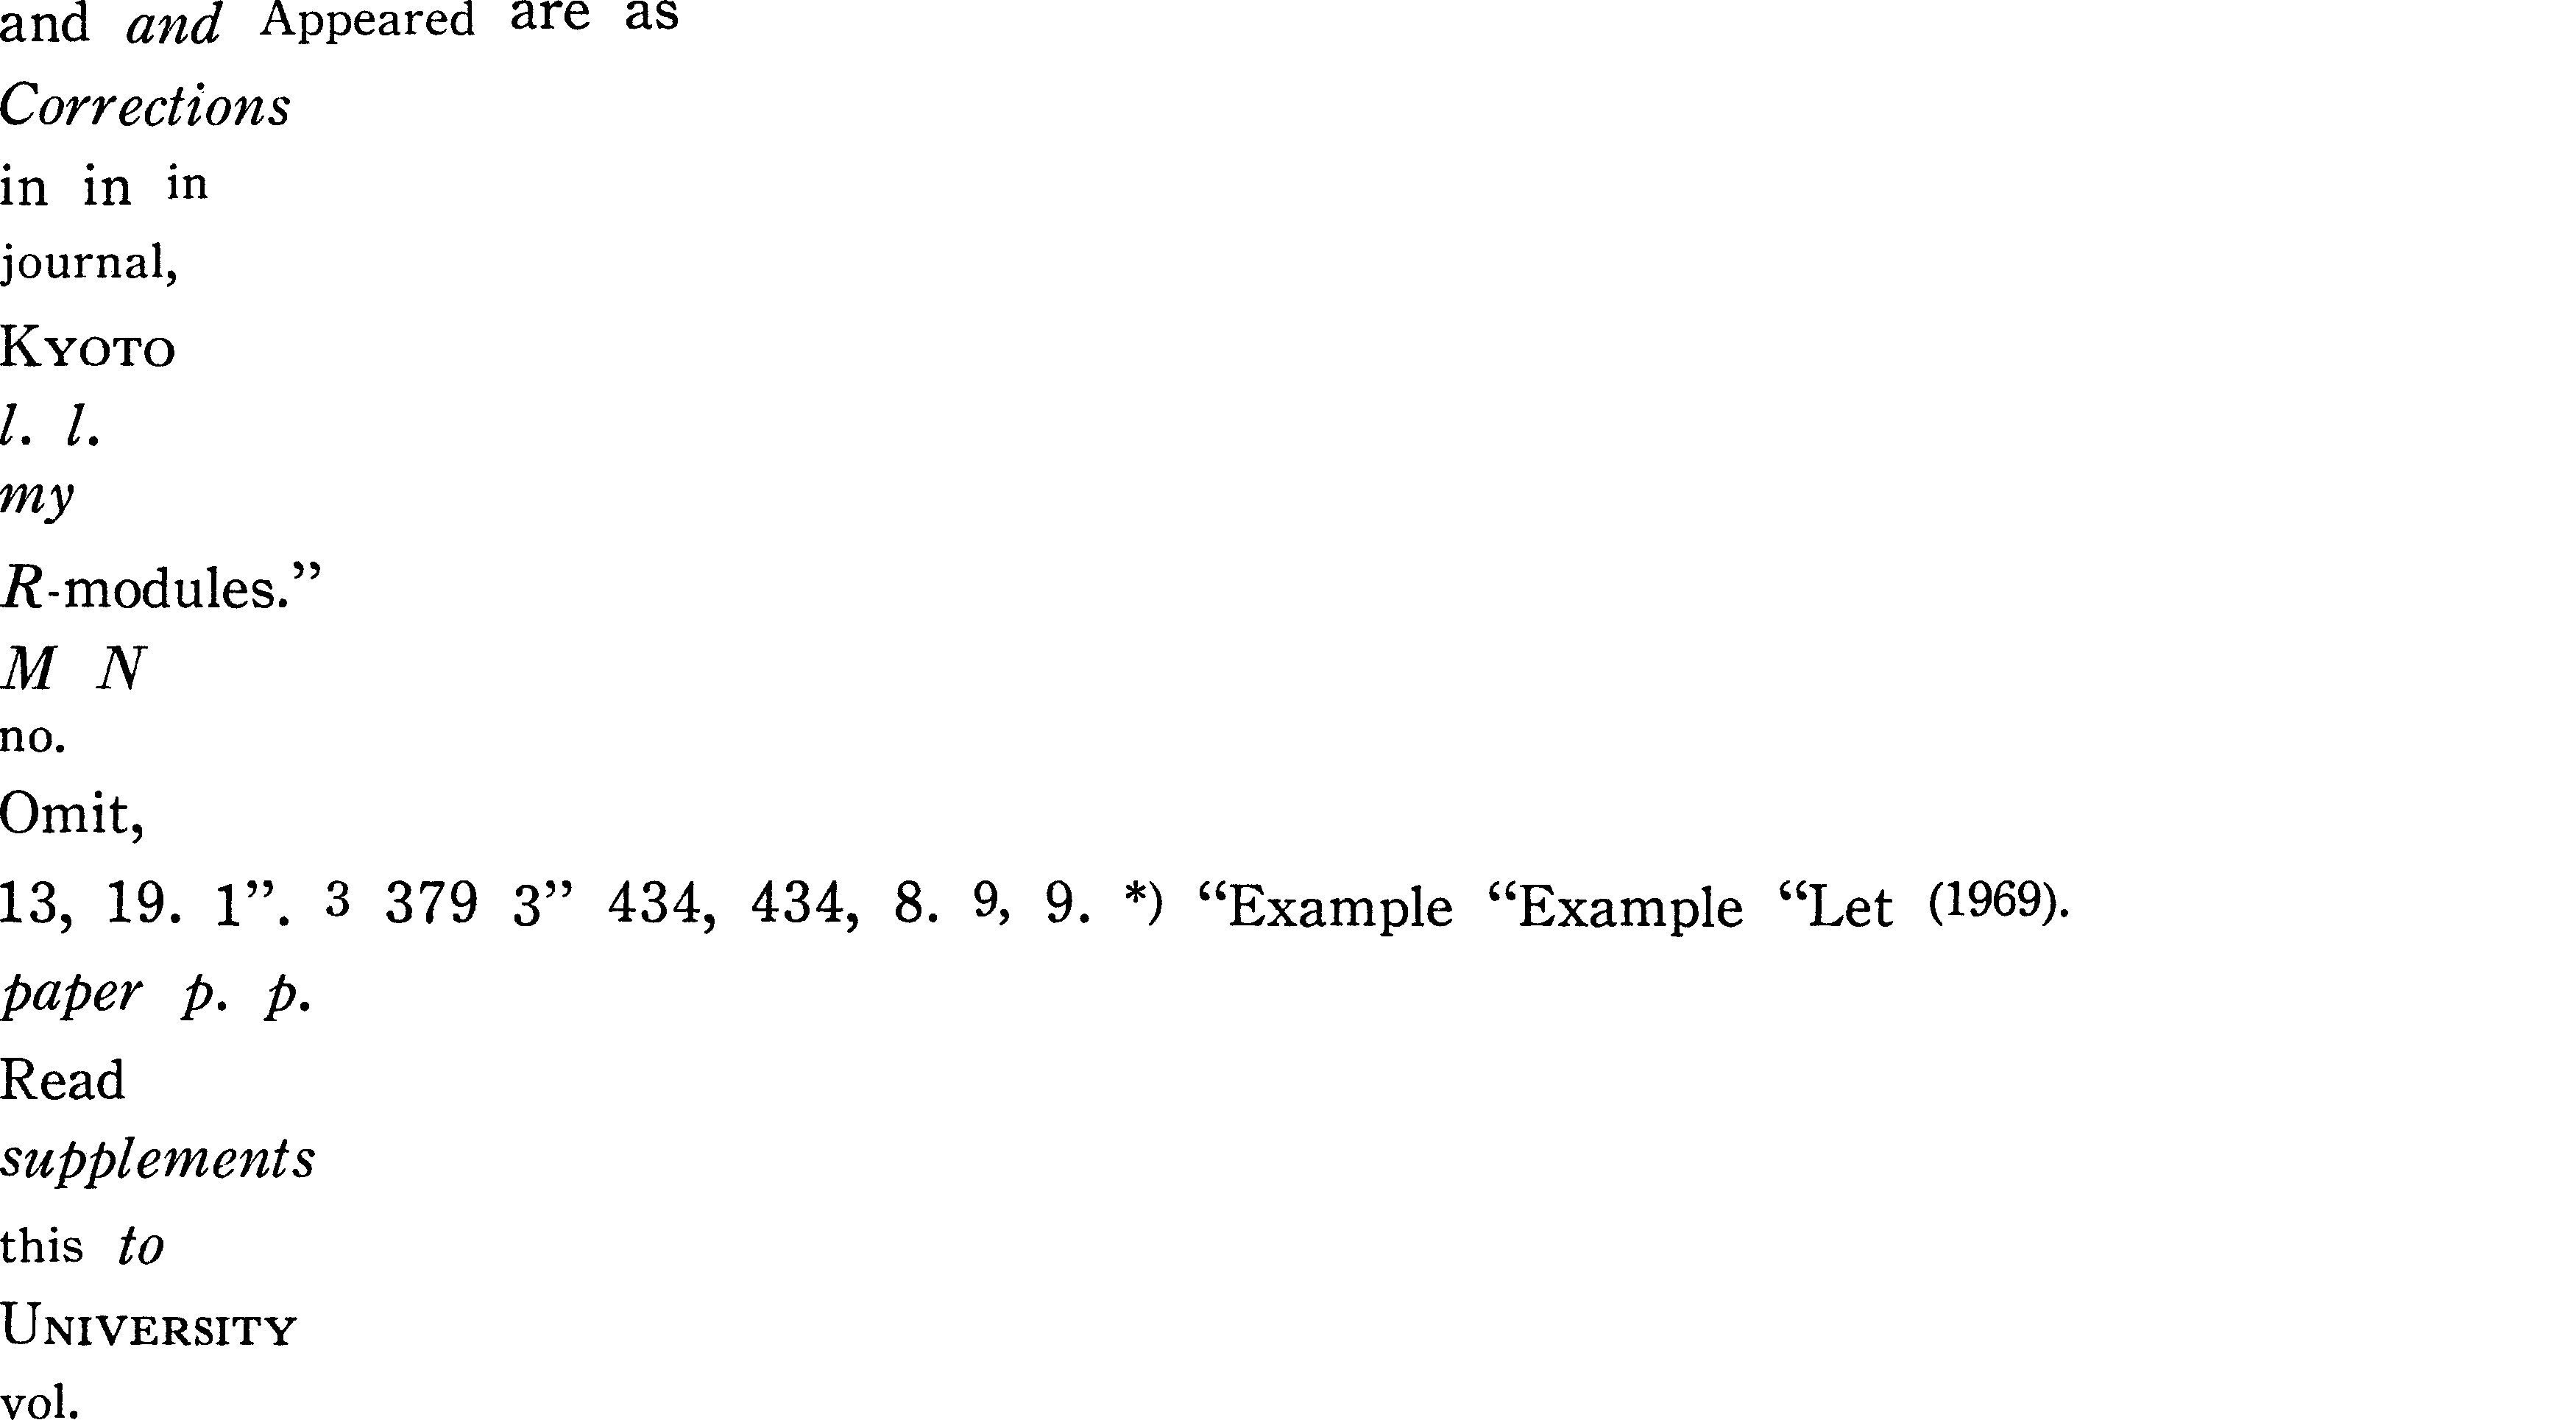 and and Appeared are as
Corrections
in in in
journal,
KYOTO
l. l.
my
R-modules.”
M N
no.
Omit,
13, 19. 1”. 3 379 3” 434, 434, 8. 9, 9. *) “Example “Example “Let (1969).
paper p. p.
Read
supplements
this to
UNIVERSITY
vol.